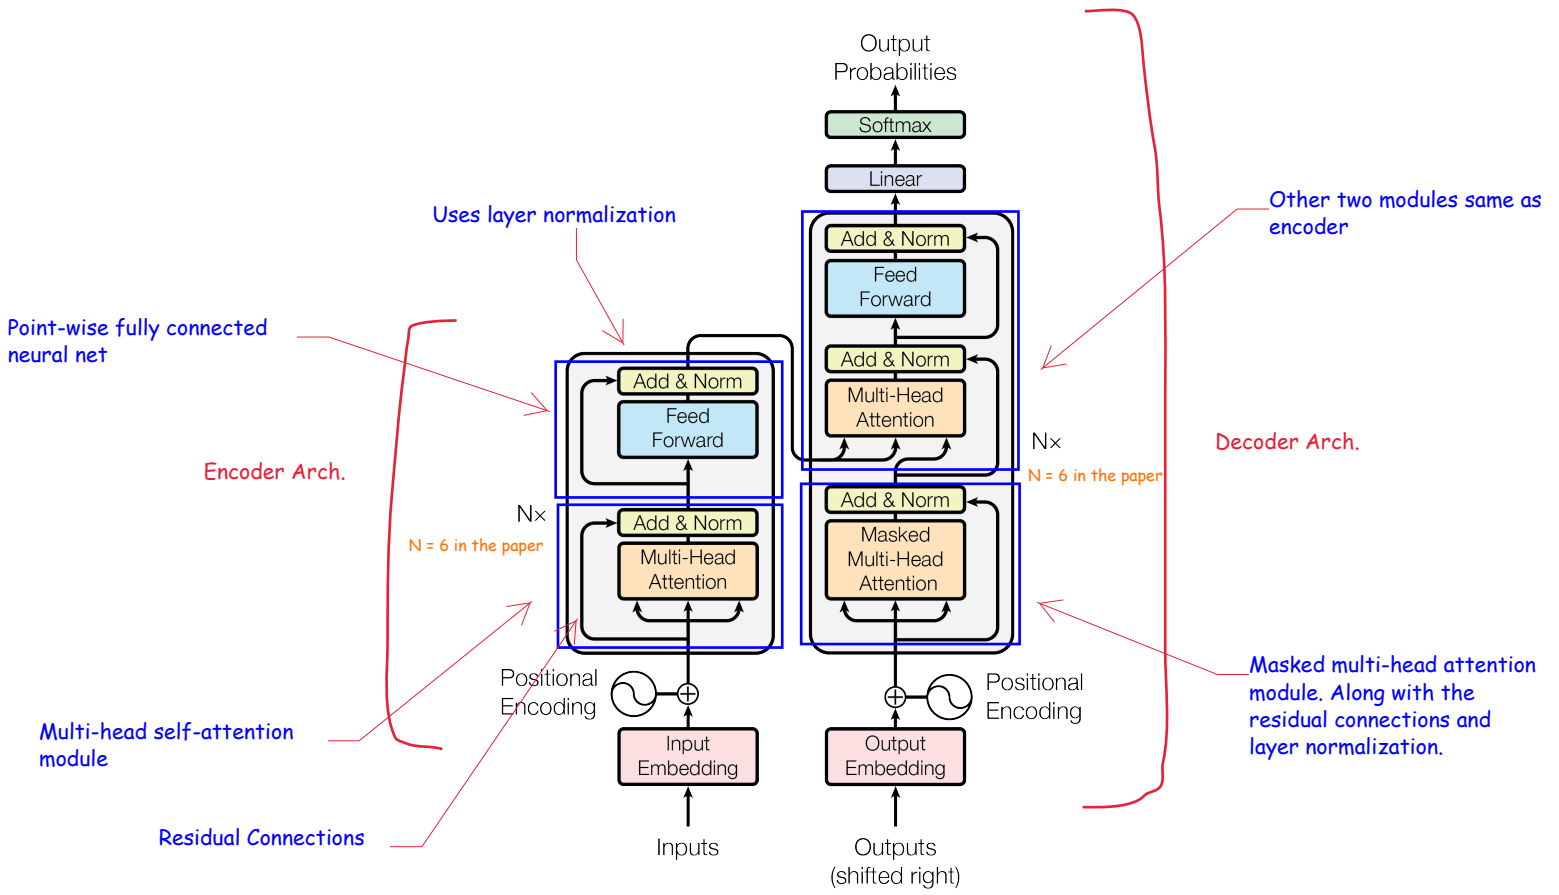 Output
Probabilities
Softmax
Linear
Add & Norm
Feed
Forward
Add & Norm
Multi-Head
Attention
Add & Norm
Masked
Multi-Head
Attention
N×
N = 6 in the paper
Positional
Encoding
Output
Embedding
Outputs
(shifted right)
Other two modules same as
encoder
Decoder Arch.
Masked multi-head attention
module. Along with the
residual connections and
layer normalization.
Uses layer normalization
Point-wise fully connected
neural net
Encoder Arch.
Add & Norm
Feed
Forward
Nx
N = 6 in the paper
Add & Norm
Multi-Head
Attention
Positional
Encoding
Multi-head self-attention
module
Input
Embedding
Residual Connections
Inputs